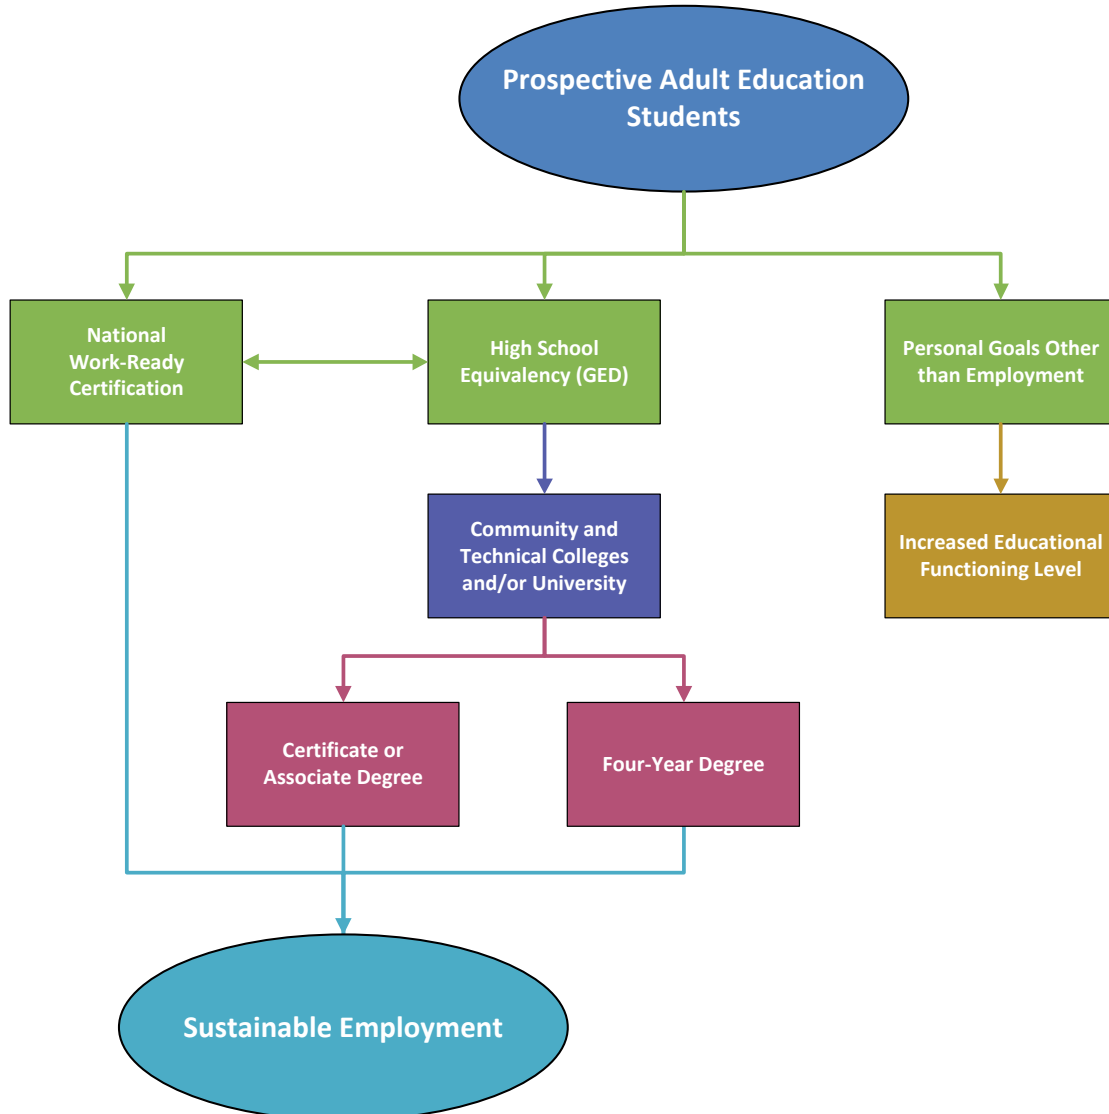 Prospective Adult Education
Students
National
Work-Ready
Certification
High School
Equivalency (GED)
Personal Goals Other
than Employment
Community and
Technical Colleges
and/or University
Increased Educational
Functioning Level
Certificate or
Associate Degree
Four-Year Degree
Sustainable Employment